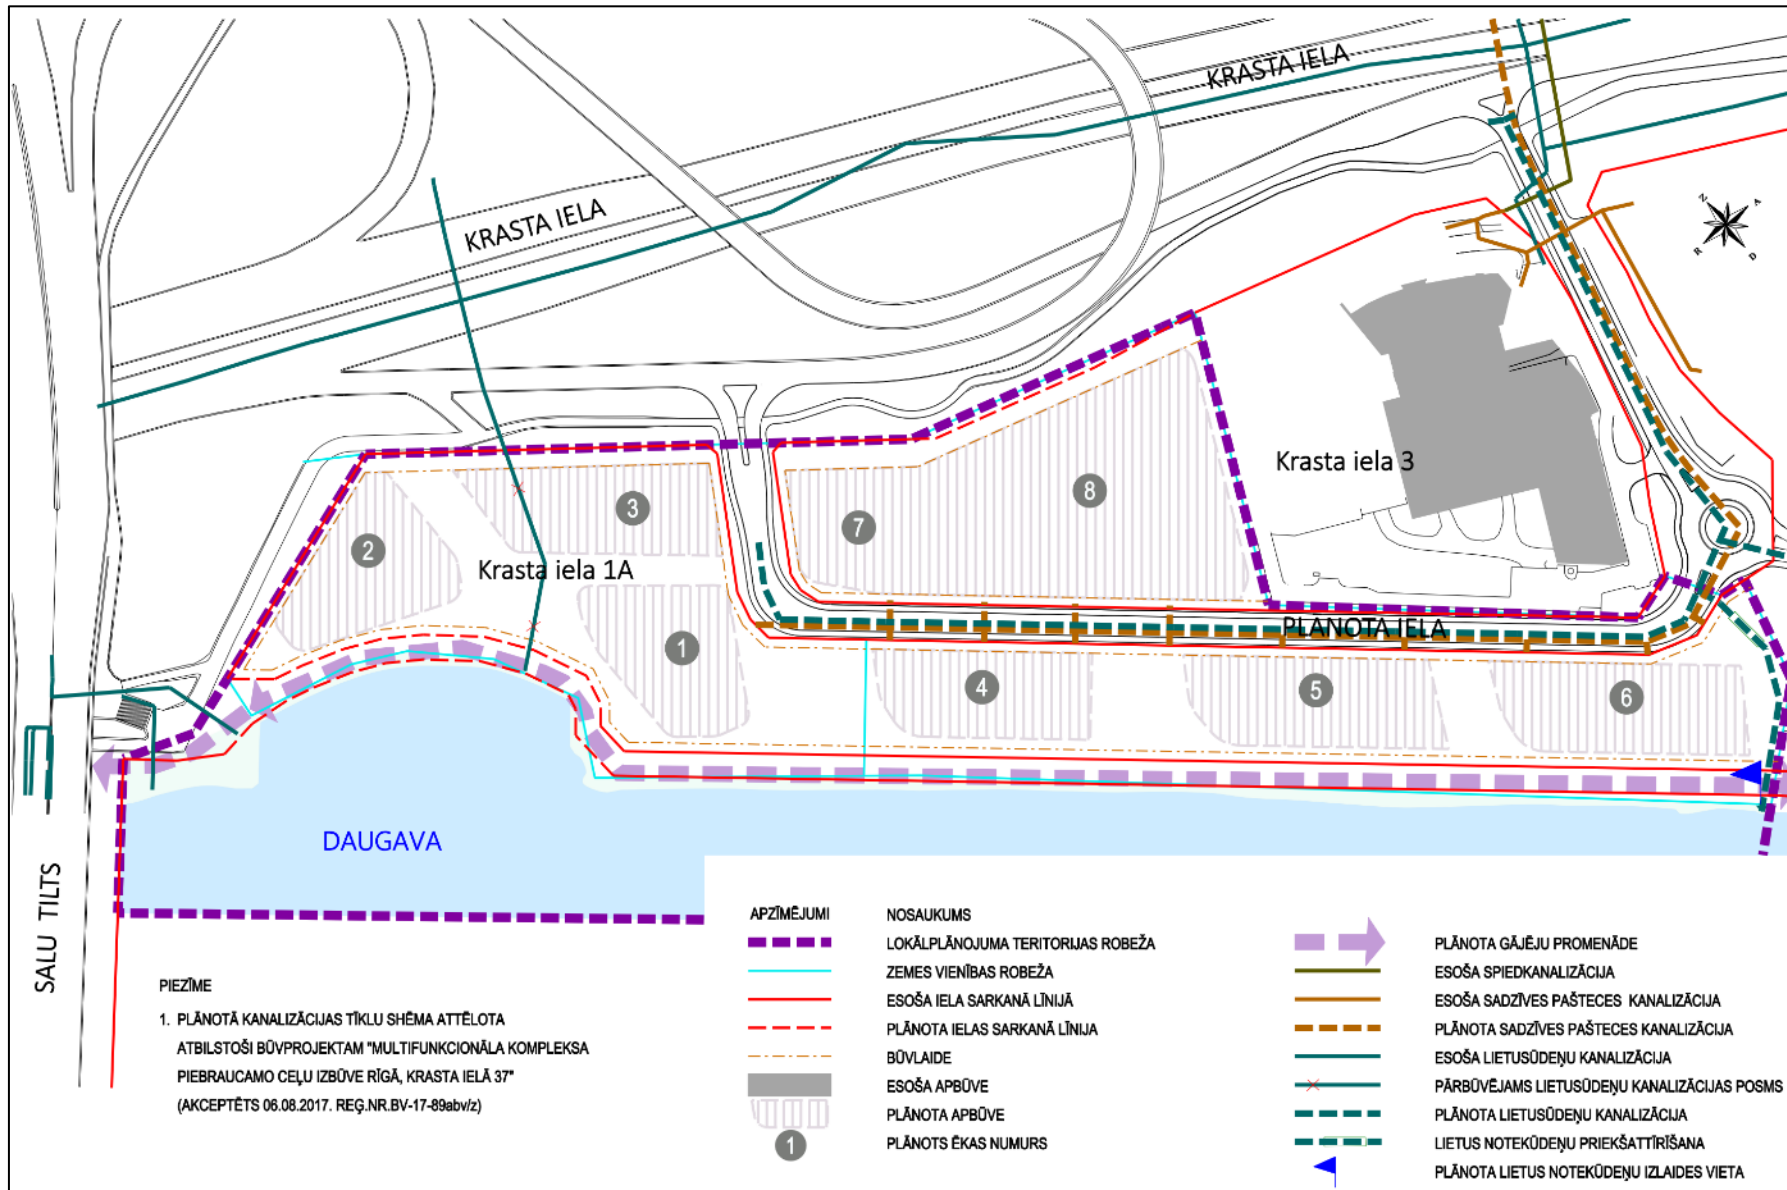 KRASTA IELA
KRASTA IELA
Z
A
R
D
Krasta iela 3
8
3
7
2
Krasta iela 1A
PLĀNOTA IELA
1
4
5
6
DAUGAVA
SALU TILTS
PIEZĪME
1. PLĀNOTĀ KANALIZĀCIJAS TĪKLU SHĒMA ATTĒLOTA
ATBILSTOŠI BŪVPROJEKTAM "MULTIFUNKCIONĀLA KOMPLEKSA
PIEBRAUCAMO CEĻU IZBŪVE RĪGĀ, KRASTA IELĀ 37"
(AKCEPTĒTS 06.08.2017. REĢ.NR.BV-17-89abv/z)
APZĪMĒJUMI NOSAUKUMS
LOKĀLPLĀNOJUMA TERITORIJAS ROBEŽA
ZEMES VIENĪBAS ROBEŽA
ESOŠA IELA SARKANĀ LĪNIJĀ
PLĀNOTA IELAS SARKANĀ LĪNIJA
BŪVLAIDE
ESOŠA APBŪVE
PLĀNOTA APBŪVE
1 PLĀNOTS ĒKAS NUMURS
PLĀNOTA GĀJĒJU PROMENĀDE
ESOŠA SPIEDKANALIZĀCIJA
ESOŠA SADZĪVES PAŠTECES KANALIZĀCIJA
PLĀNOTA SADZĪVES PAŠTECES KANALIZĀCIJA
ESOŠA LIETUSŪDEŅU KANALIZĀCIJA
PĀRBŪVĒJAMS LIETUSŪDEŅU KANALIZĀCIJAS POSMS
PLĀNOTA LIETUSŪDEŅU KANALIZĀCIJA
LIETUS NOTEKŪDEŅU PRIEKŠATTĪRĪŠANA
PLĀNOTA LIETUS NOTEKŪDEŅU IZLAIDES VIETA